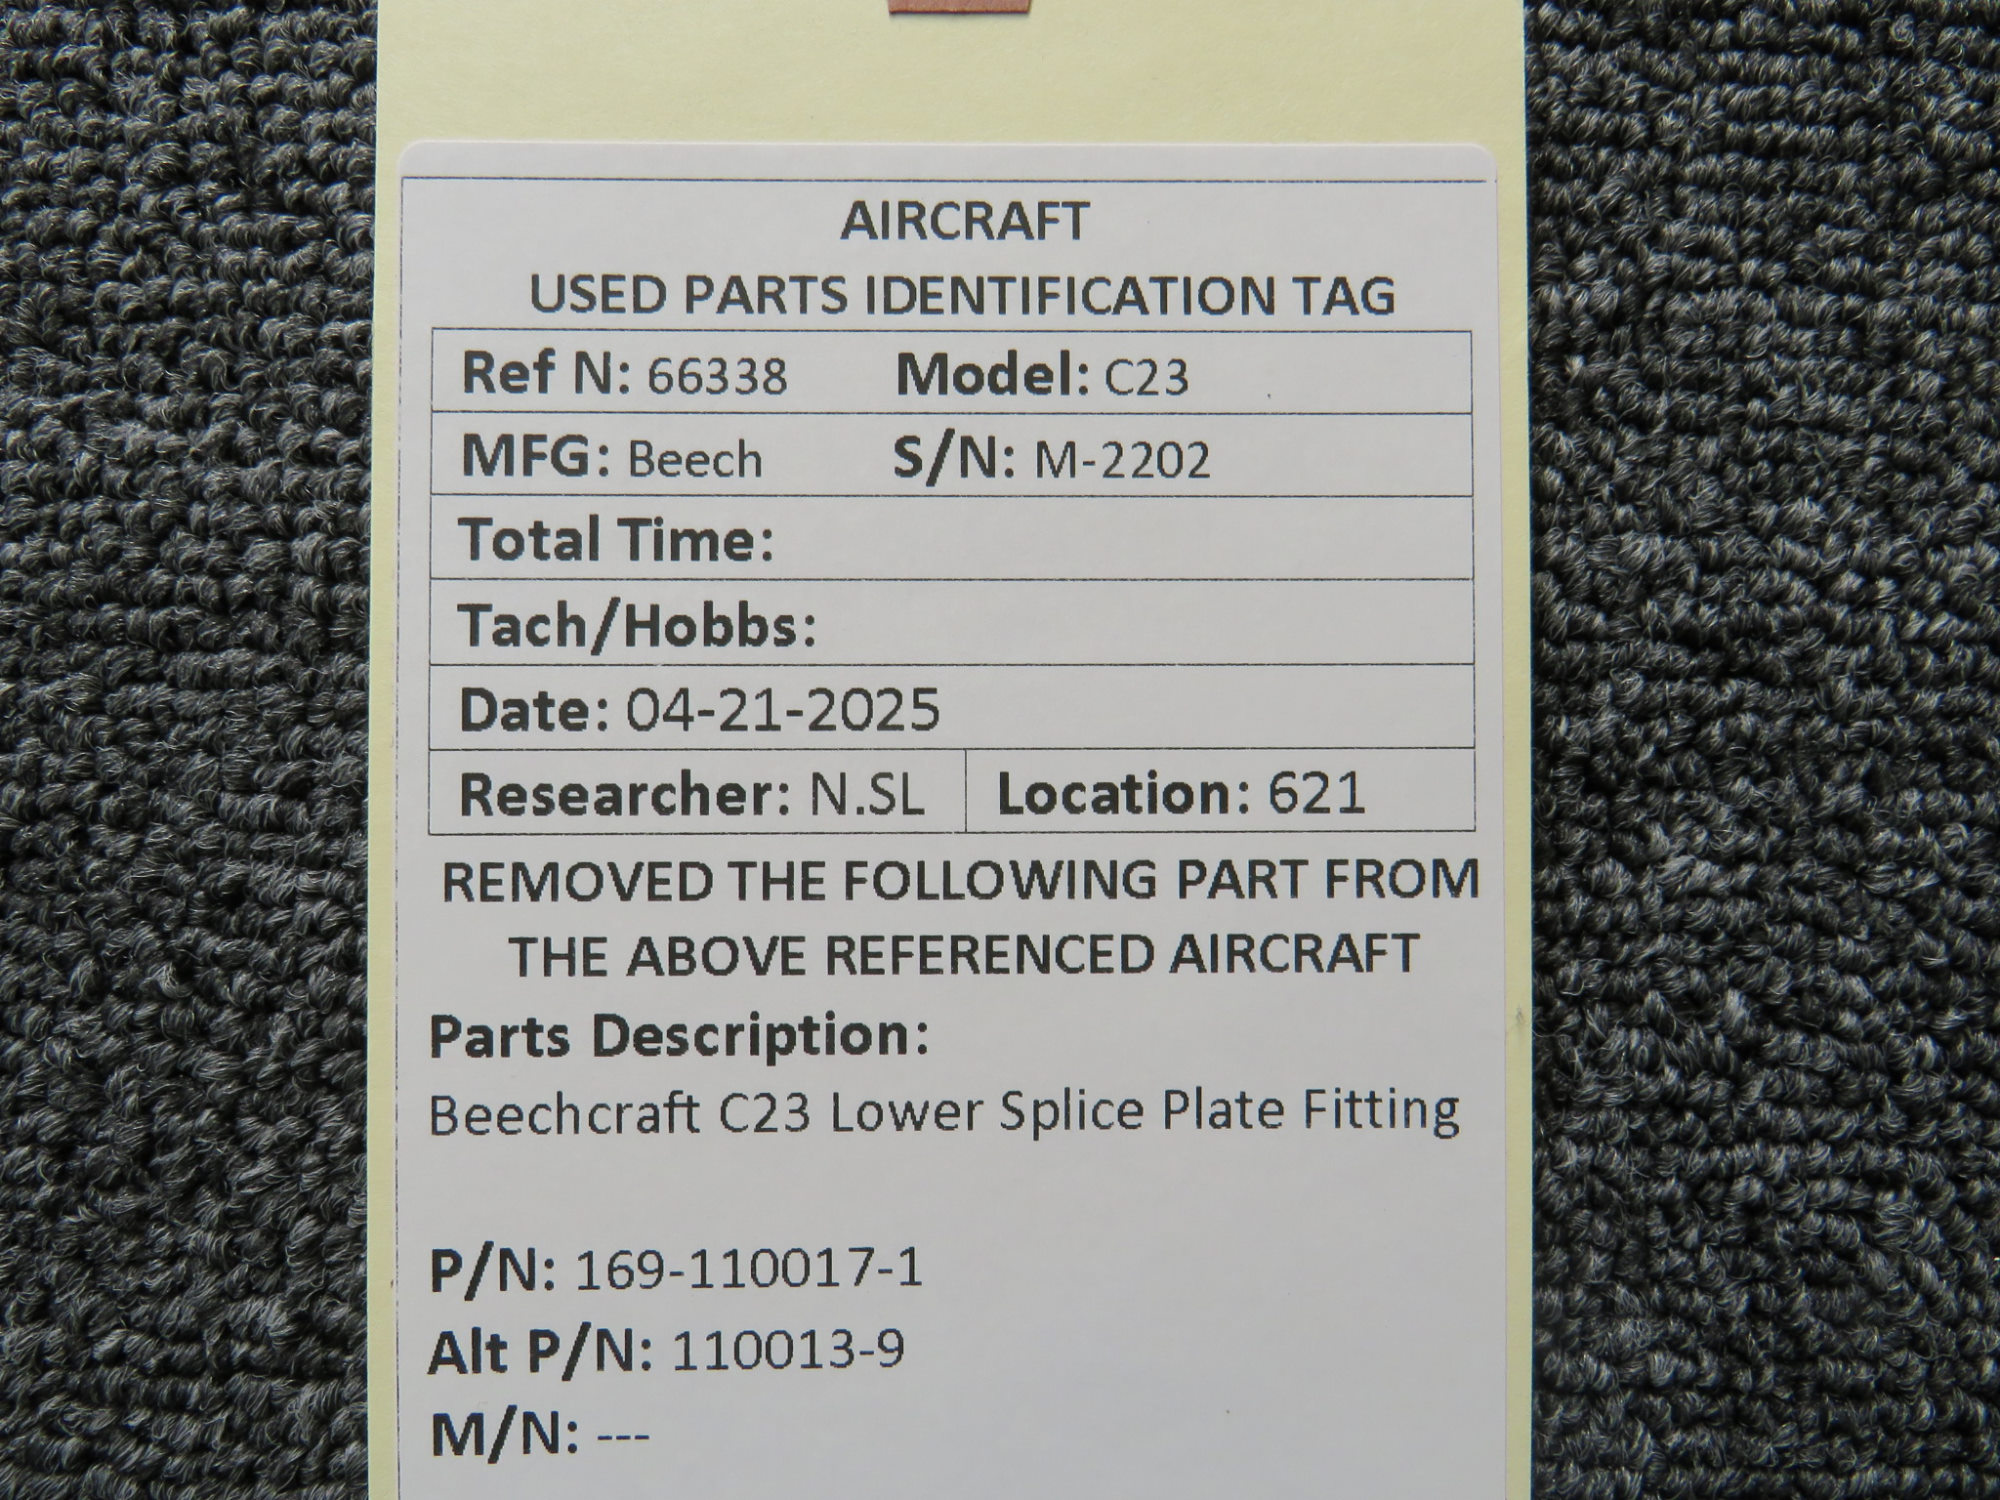 AIRCRAFT
USED PARTS IDENTIFICATION TAG
Ref N: 66338 Model: C23
MFG: Beech S/N: M-2202
Total Time:
Tach/Hobbs:
Date: 04-21-2025
Researcher: N.SL Location: 621
REMOVED THE FOLLOWING PART FROM
THE ABOVE REFERENCED AIRCRAFT
Parts Description:
Beechcraft C23 Lower Splice Plate Fitting
P/N: 169-110017-1
Alt P/N: 110013-9
M/N: ---